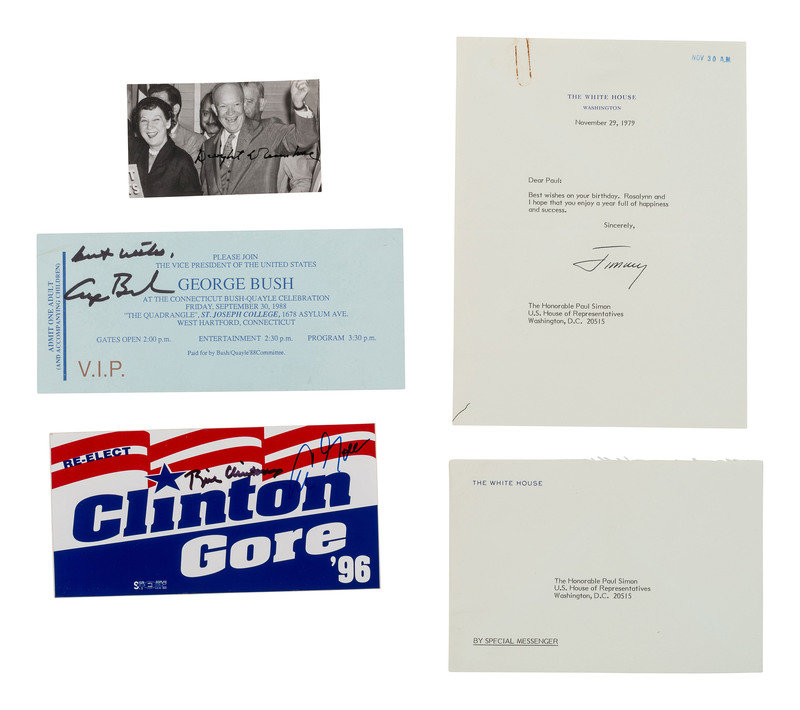 Dwight D Eisenhower
Best wishes,
George Bush
ADMIT ONE ADULT
(AND ACCOMPANYING CHILDREN)
PLEASE JOIN
THE VICE PRESIDENT OF THE UNITED STATES
GEORGE BUSH
AT THE CONNECTICUT BUSH-QUAYLE CELEBRATION
FRIDAY, SEPTEMBER 30, 1988
"THE QUADRANGLE", ST. JOSEPH COLLEGE, 1678 ASYLUM AVE.
WEST HARTFORD, CONNECTICUT
GATES OPEN 2:00 p.m. ENTERTAINMENT 2:30 p.m. PROGRAM 3:30 p.m.
Paid for by Bush/Quayle'88Committee.
V.I.P.
RE-ELECT
Bill Clinton
Al Gore
Clinton
Gore
'96
NOV 30 A.M.
THE WHITE HOUSE
WASHINGTON
November 29, 1979
Dear Paul:
Best wishes on your birthday. Rosalynn and
I hope that you enjoy a year full of happiness
and success.
Sincerely,
Jimmy
The Honorable Paul Simon
U.S. House of Representatives
Washington, D.C. 20515
THE WHITE HOUSE
The Honorable Paul Simon
U.S. House of Representatives
Washington, D.C. 20515
BY SPECIAL MESSENGER